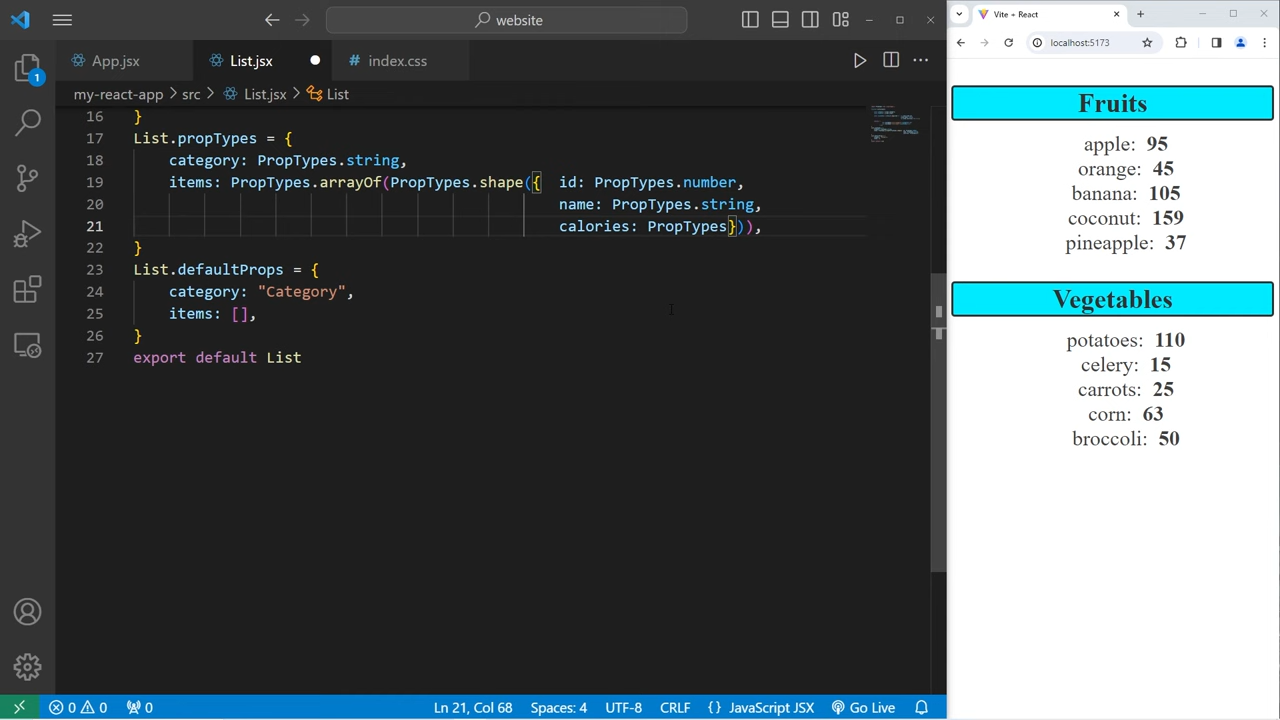 website
App.jsx
List.jsx
# index.css
my-react-app > src > List.jsx > List
1
16 }
17 List.propTypes = {
18 category: PropTypes.string,
19 items: PropTypes.arrayOf(PropTypes.shape({ id: PropTypes.number,
20 name: PropTypes.string,
21 calories: PropTypes})),
22 }
23 List.defaultProps = {
24 category: "Category",
25 items: [],
26 }
27 export default List
0 0 0
Ln 21, Col 68 Spaces: 4 UTF-8 CRLF {} JavaScript JSX Go Live
Vite + React
localhost:5173
Fruits
apple: 95
orange: 45
banana: 105
coconut: 159
pineapple: 37
Vegetables
potatoes: 110
celery: 15
carrots: 25
corn: 63
broccoli: 50